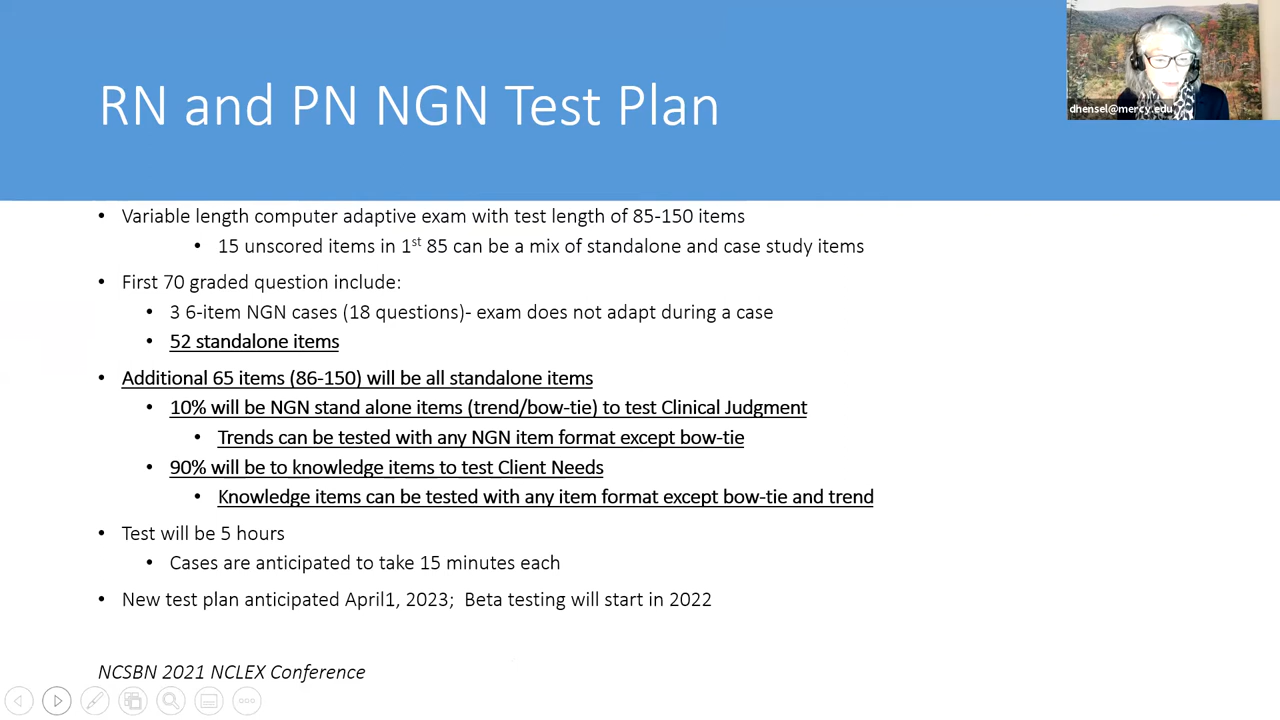 RN and PN NGN Test Plan
dhensel@mercy.edu
• Variable length computer adaptive exam with test length of 85-150 items
• 15 unscored items in 1st 85 can be a mix of standalone and case study items
• First 70 graded question include:
• 3 6-item NGN cases (18 questions)- exam does not adapt during a case
• 52 standalone items
• Additional 65 items (86-150) will be all standalone items
• 10% will be NGN stand alone items (trend/bow-tie) to test Clinical Judgment
• Trends can be tested with any NGN item format except bow-tie
• 90% will be to knowledge items to test Client Needs
• Knowledge items can be tested with any item format except bow-tie and trend
• Test will be 5 hours
• Cases are anticipated to take 15 minutes each
• New test plan anticipated April1, 2023; Beta testing will start in 2022
NCSBN 2021 NCLEX Conference